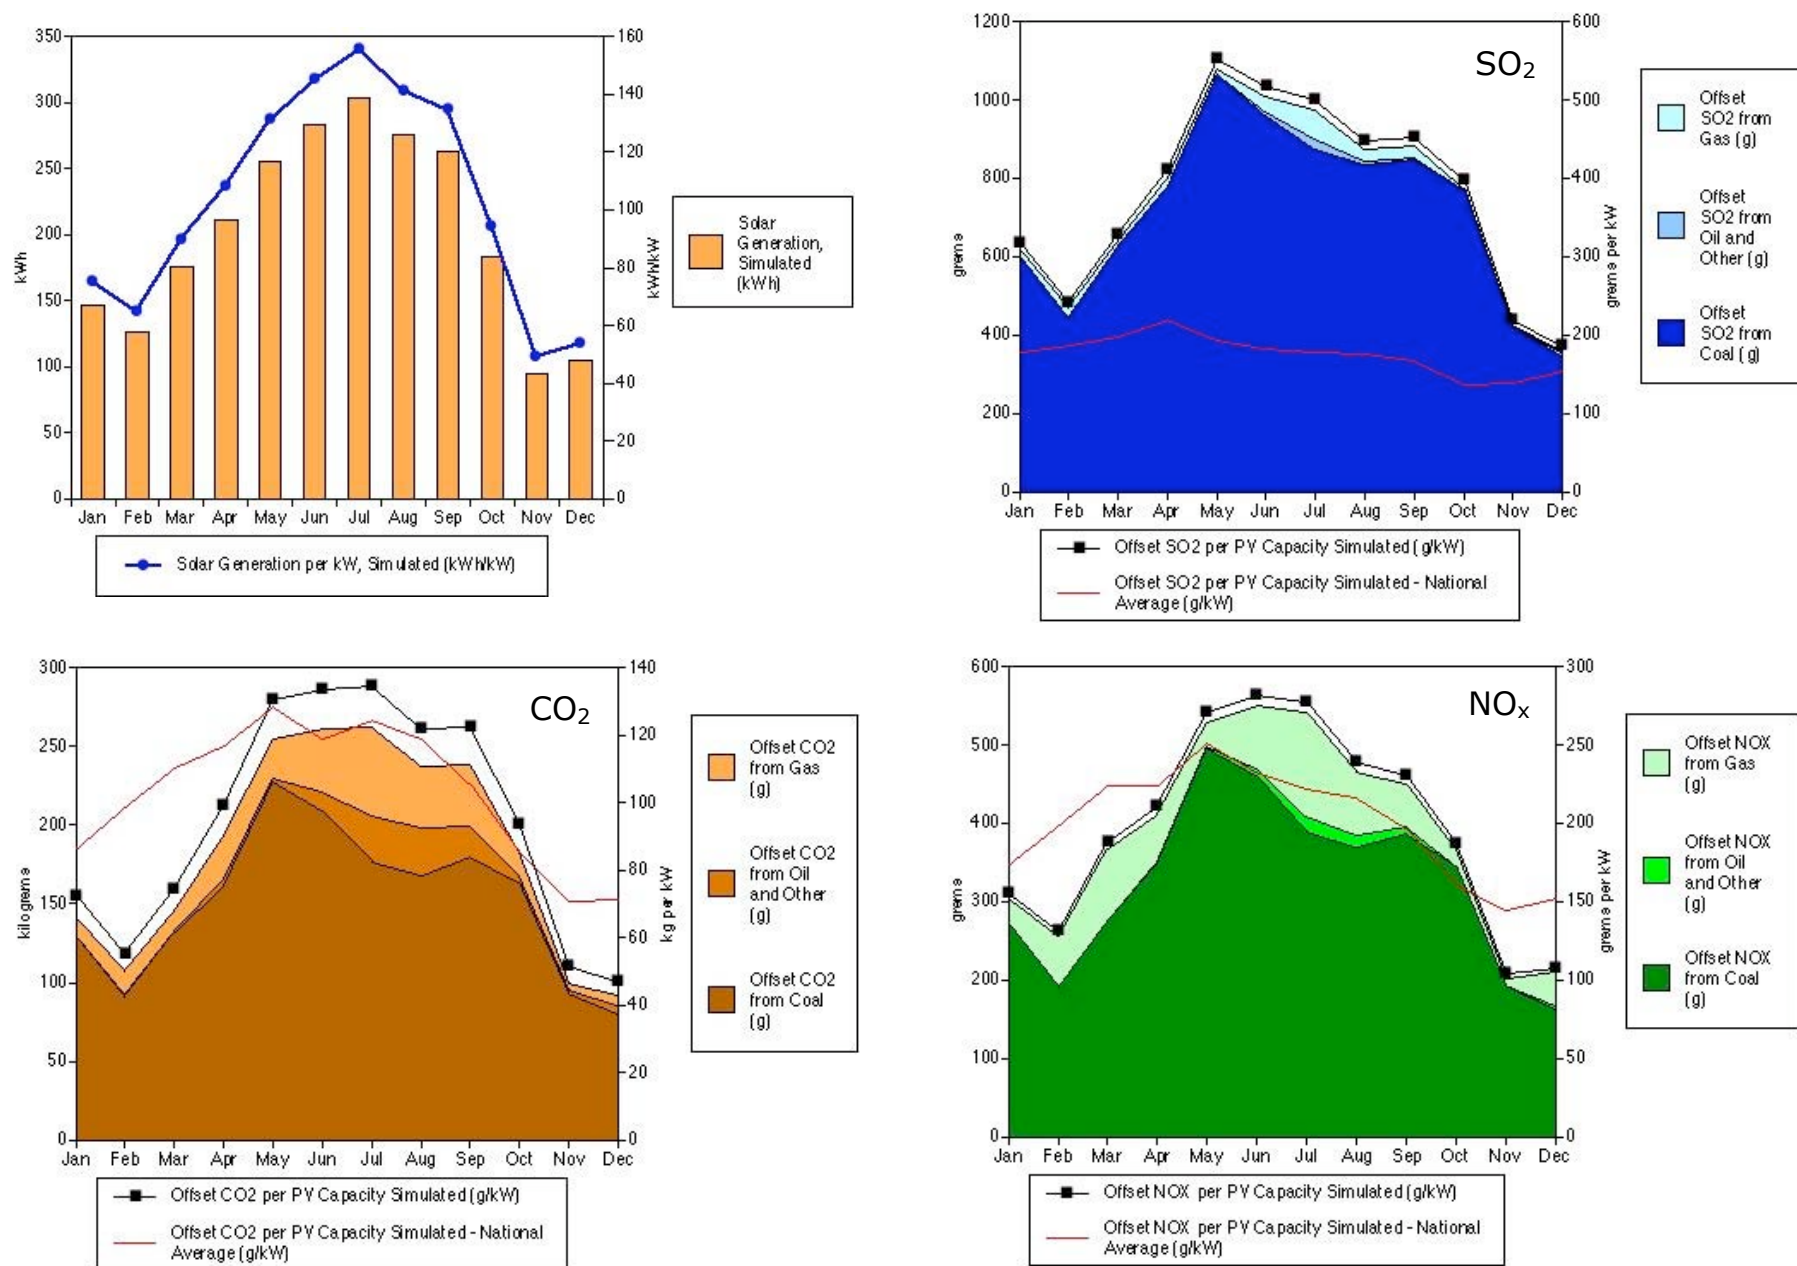 350
300
250
200
150
100
50
0
kWh
160
140
120
100
80
60
40
20
0
kWh/kW
Jan Feb Mar Apr May Jun Jul Aug Sep Oct Nov Dec
Solar
Generation,
Simulated
(kWh)
Solar Generation per kW, Simulated (kWh/kW)
SO2
1200
1000
800
600
400
200
0
grams
600
500
400
300
200
100
0
grams per kW
Jan Feb Mar Apr May Jun Jul Aug Sep Oct Nov Dec
Offset
SO2 from
Gas (g)
Offset
SO2 from
Oil and
Other (g)
Offset
SO2 from
Coal (g)
Offset SO2 per PV Capacity Simulated (g/kW)
Offset SO2 per PV Capacity Simulated - National
Average (g/kW)
CO2
300
250
200
150
100
50
0
kilograms
140
120
100
80
60
40
20
0
kg per kW
Jan Feb Mar Apr May Jun Jul Aug Sep Oct Nov Dec
Offset CO2
from Gas
(g)
Offset CO2
from Oil
and Other
(g)
Offset CO2
from Coal
(g)
Offset CO2 per PV Capacity Simulated (g/kW)
Offset CO2 per PV Capacity Simulated - National
Average (g/kW)
NOx
600
500
400
300
200
100
0
grams
300
250
200
150
100
50
0
grams per kW
Jan Feb Mar Apr May Jun Jul Aug Sep Oct Nov Dec
Offset NOX
from Gas
(g)
Offset NOX
from Oil
and Other
(g)
Offset NOX
from Coal
(g)
Offset NOX per PV Capacity Simulated (g/kW)
Offset NOX per PV Capacity Simulated - National
Average (g/kW)